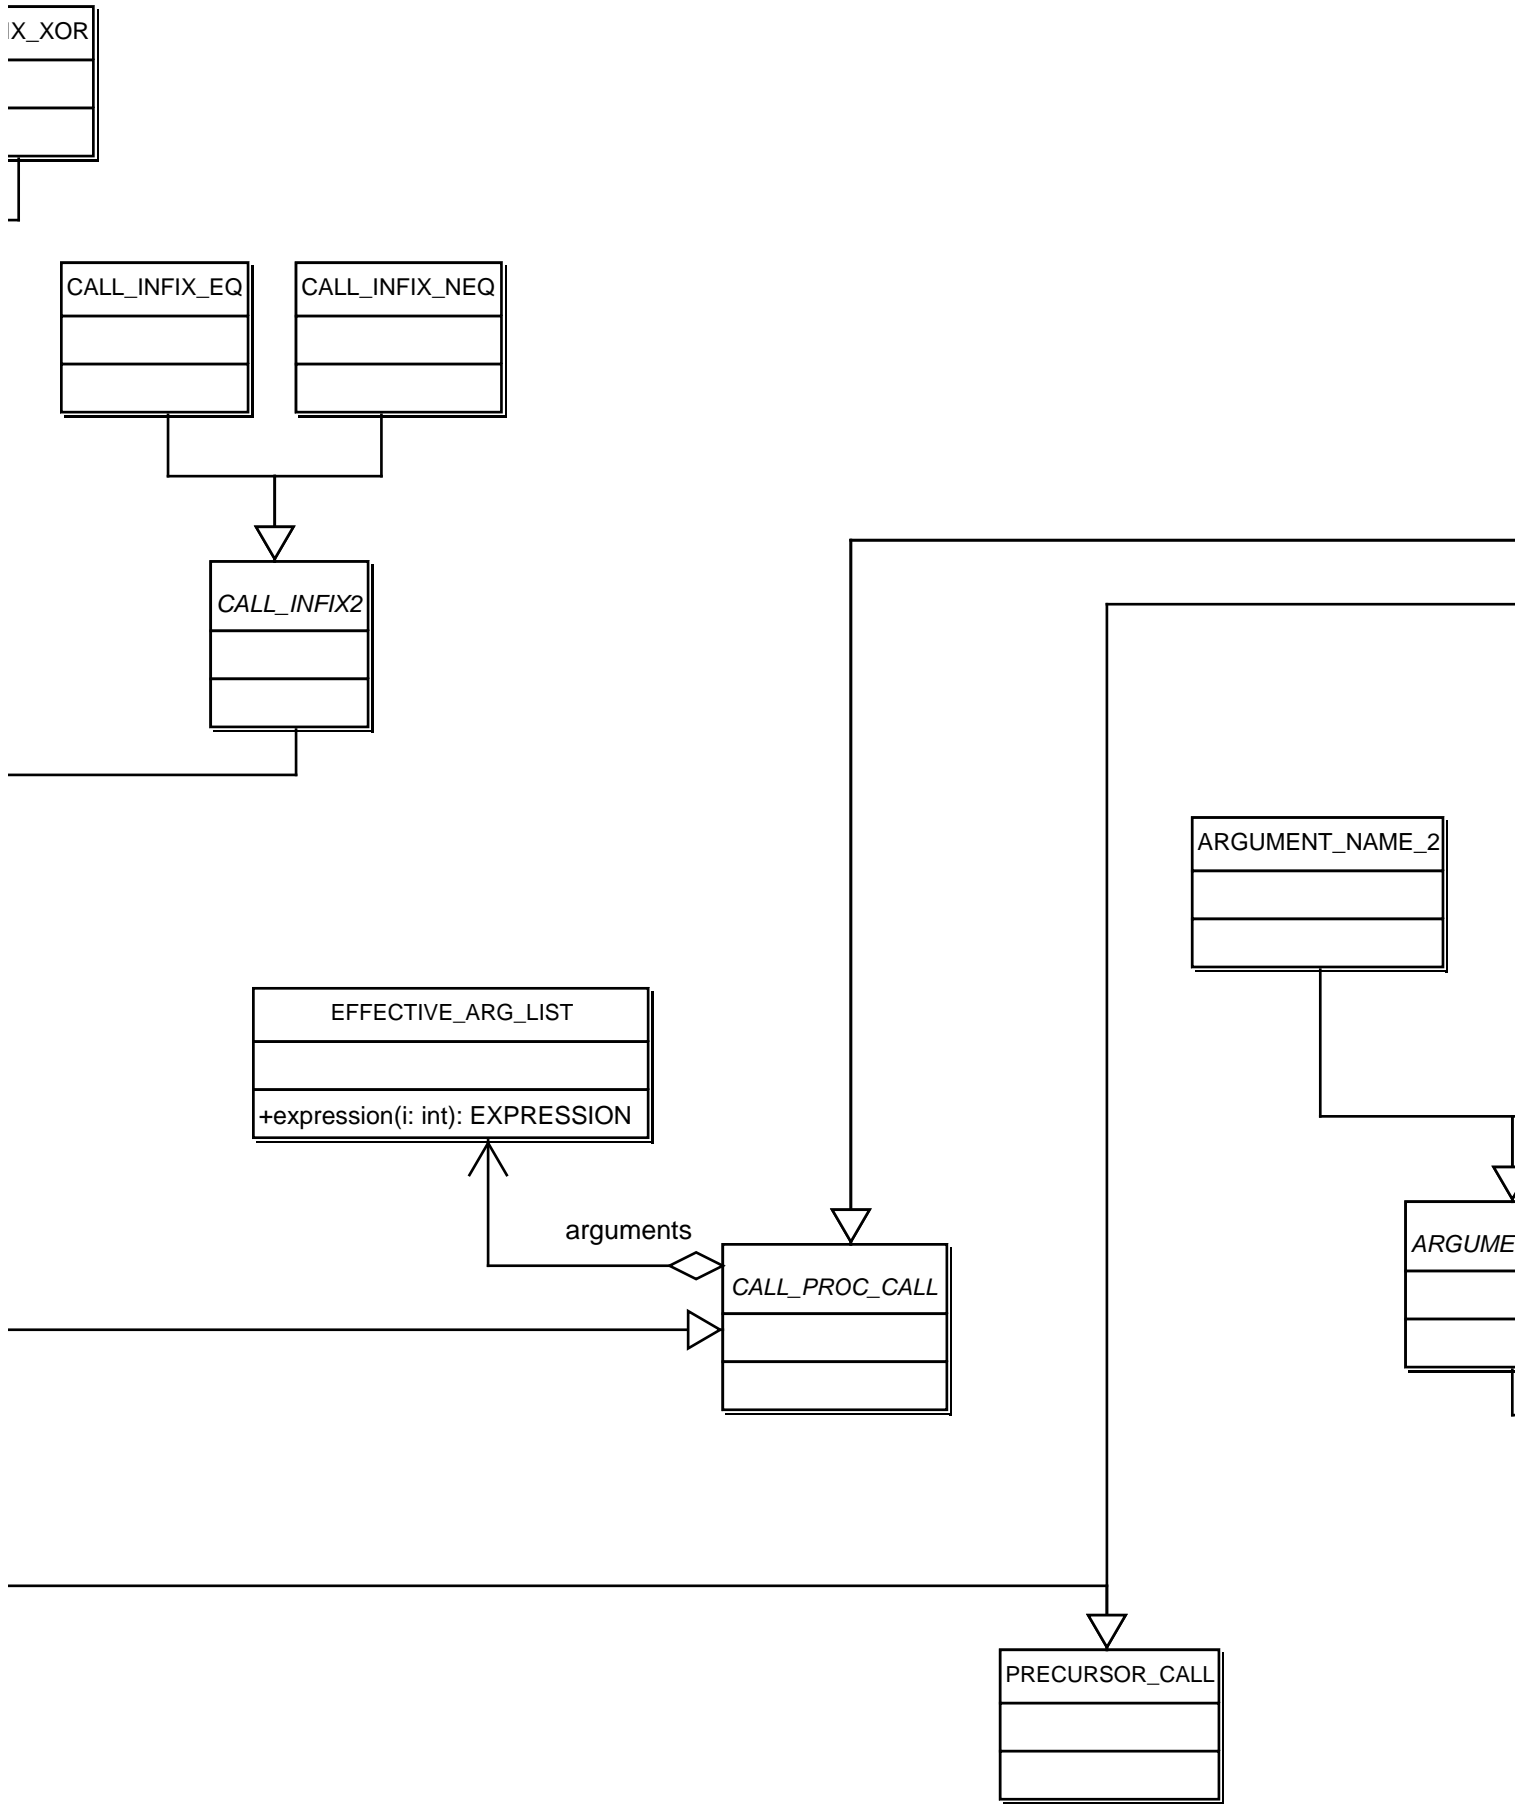 IX_XOR
CALL_INFIX_EQ
CALL_INFIX_NEQ
CALL_INFIX2
ARGUMENT_NAME_2
EFFECTIVE_ARG_LIST
+expression(i: int): EXPRESSION
arguments
ARGUME
CALL_PROC_CALL
PRECURSOR_CALL